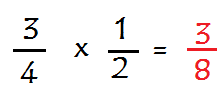 3/4 x 1/2 = 3/8